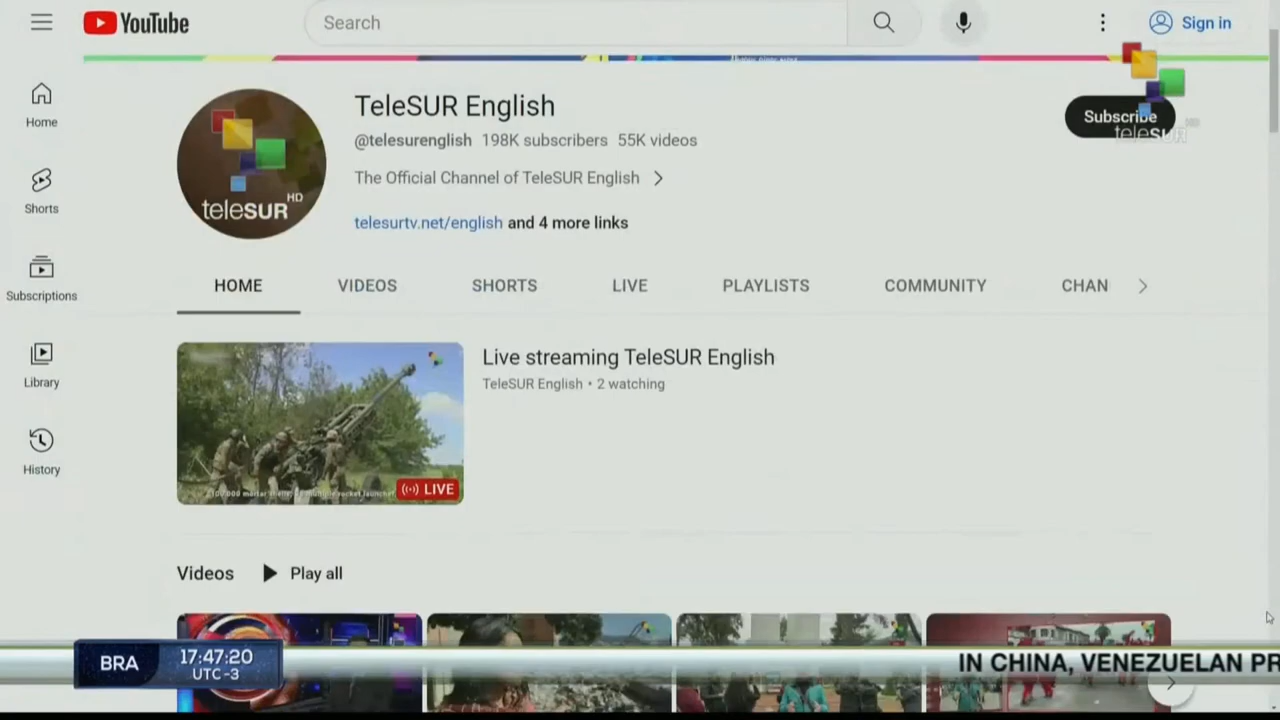 YouTube
Search
Sign in
Home
Shorts
Subscriptions
Library
History
telesur HD
TeleSUR English
@telesurenglish 198K subscribers 55K videos
The Official Channel of TeleSUR English
telesurtv.net/english and 4 more links
Subscribe
teleSUR HD
HOME VIDEOS SHORTS LIVE PLAYLISTS COMMUNITY CHAN
LIVE
Live streaming TeleSUR English
TeleSUR English • 2 watching
Videos Play all
BRA 17:47:20
UTC -3
IN CHINA, VENEZUELAN PR